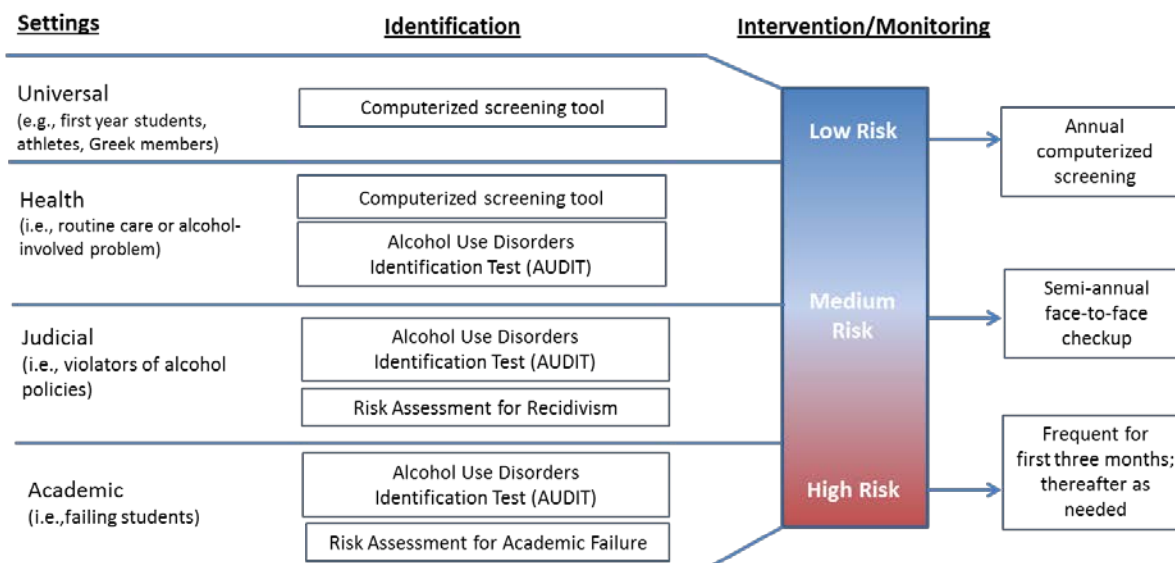 Settings
Identification
Intervention/Monitoring
Universal
(e.g., first year students,
athletes, Greek members)
Computerized screening tool
Health
(i.e., routine care or alcohol-
involved problem)
Computerized screening tool
Alcohol Use Disorders
Identification Test (AUDIT)
Judicial
(i.e., violators of alcohol
policies)
Alcohol Use Disorders
Identification Test (AUDIT)
Risk Assessment for Recidivism
Academic
(i.e.,failing students)
Alcohol Use Disorders
Identification Test (AUDIT)
Risk Assessment for Academic Failure
Low Risk
Medium
Risk
High Risk
Annual
computerized
screening
Semi-annual
face-to-face
checkup
Frequent for
first three months;
thereafter as
needed